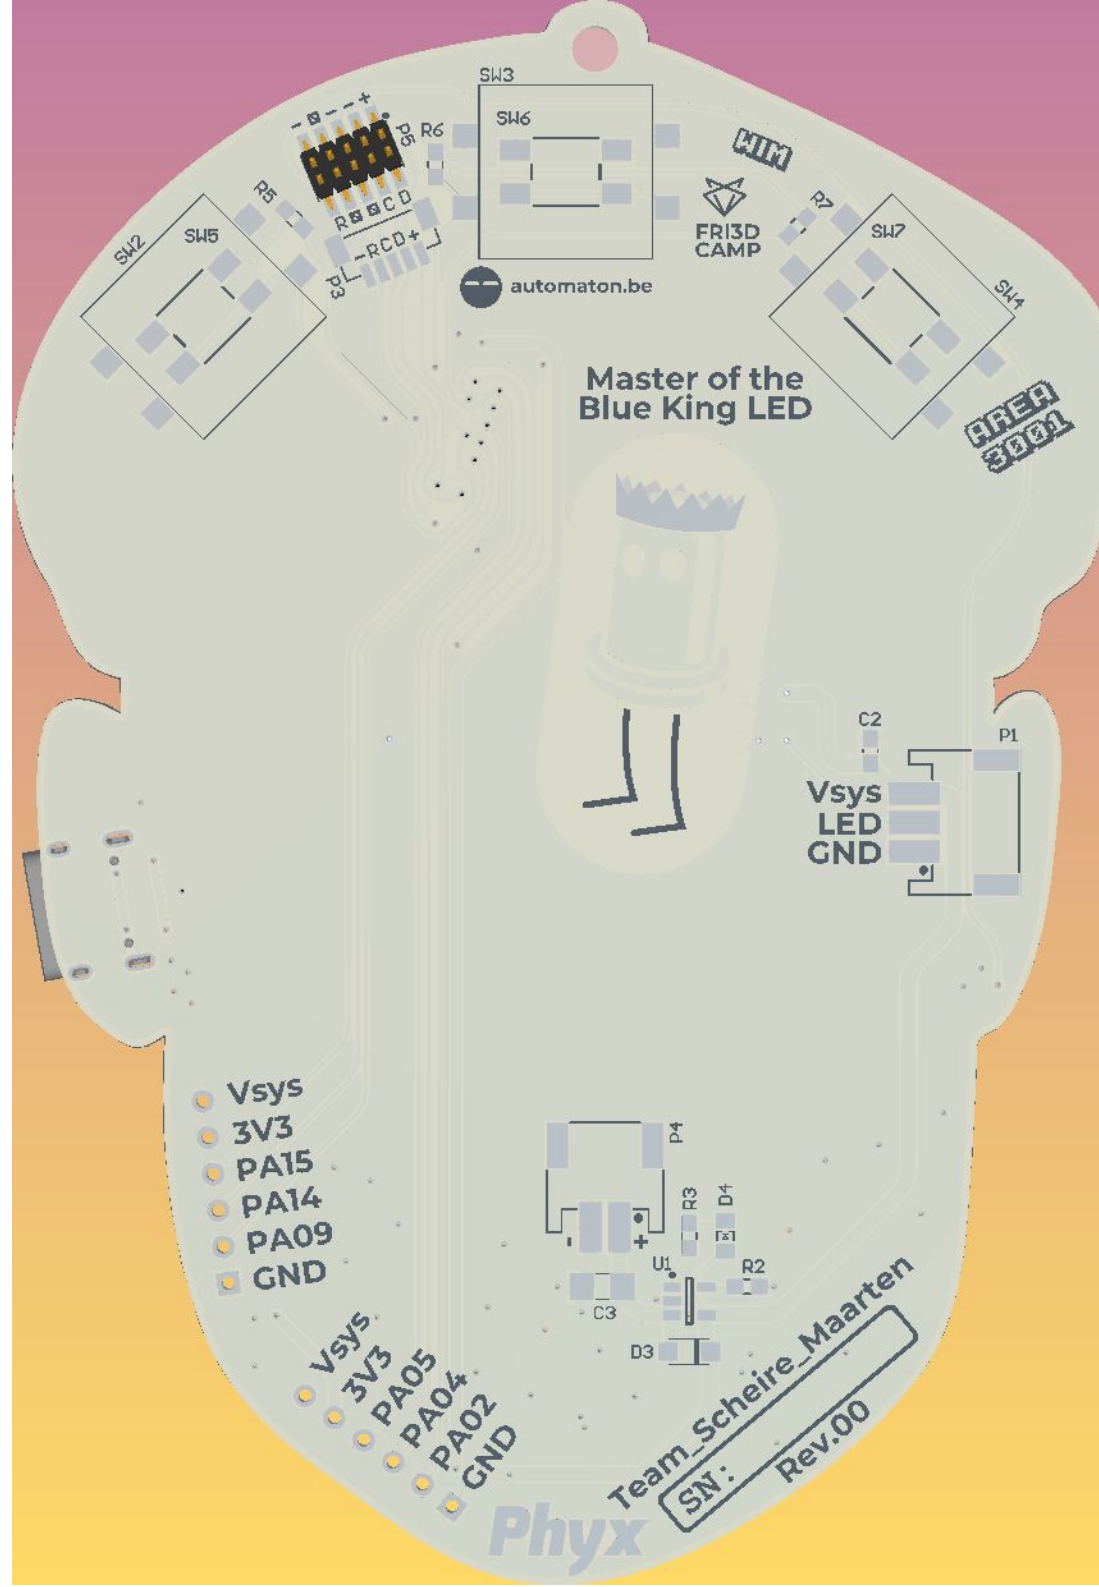 SW3
SW6
- ⌀ - - +
P5
R6
R5
SW2
SW5
R⌀⌀CD
-RCD+
P3
WIM
FRI3D
CAMP
R7
SW7
SW4
automaton.be
Master of the
Blue King LED
AREA
3001
C2
P1
Vsys
LED
GND
Vsys
3V3
PA15
PA14
PA09
GND
P4
- +
R3
D4
U1
R2
C3
D3
Vsys
3V3
PA05
PA04
PA02
GND
Team_Scheire_Maarten
SN: Rev.00
Phyx